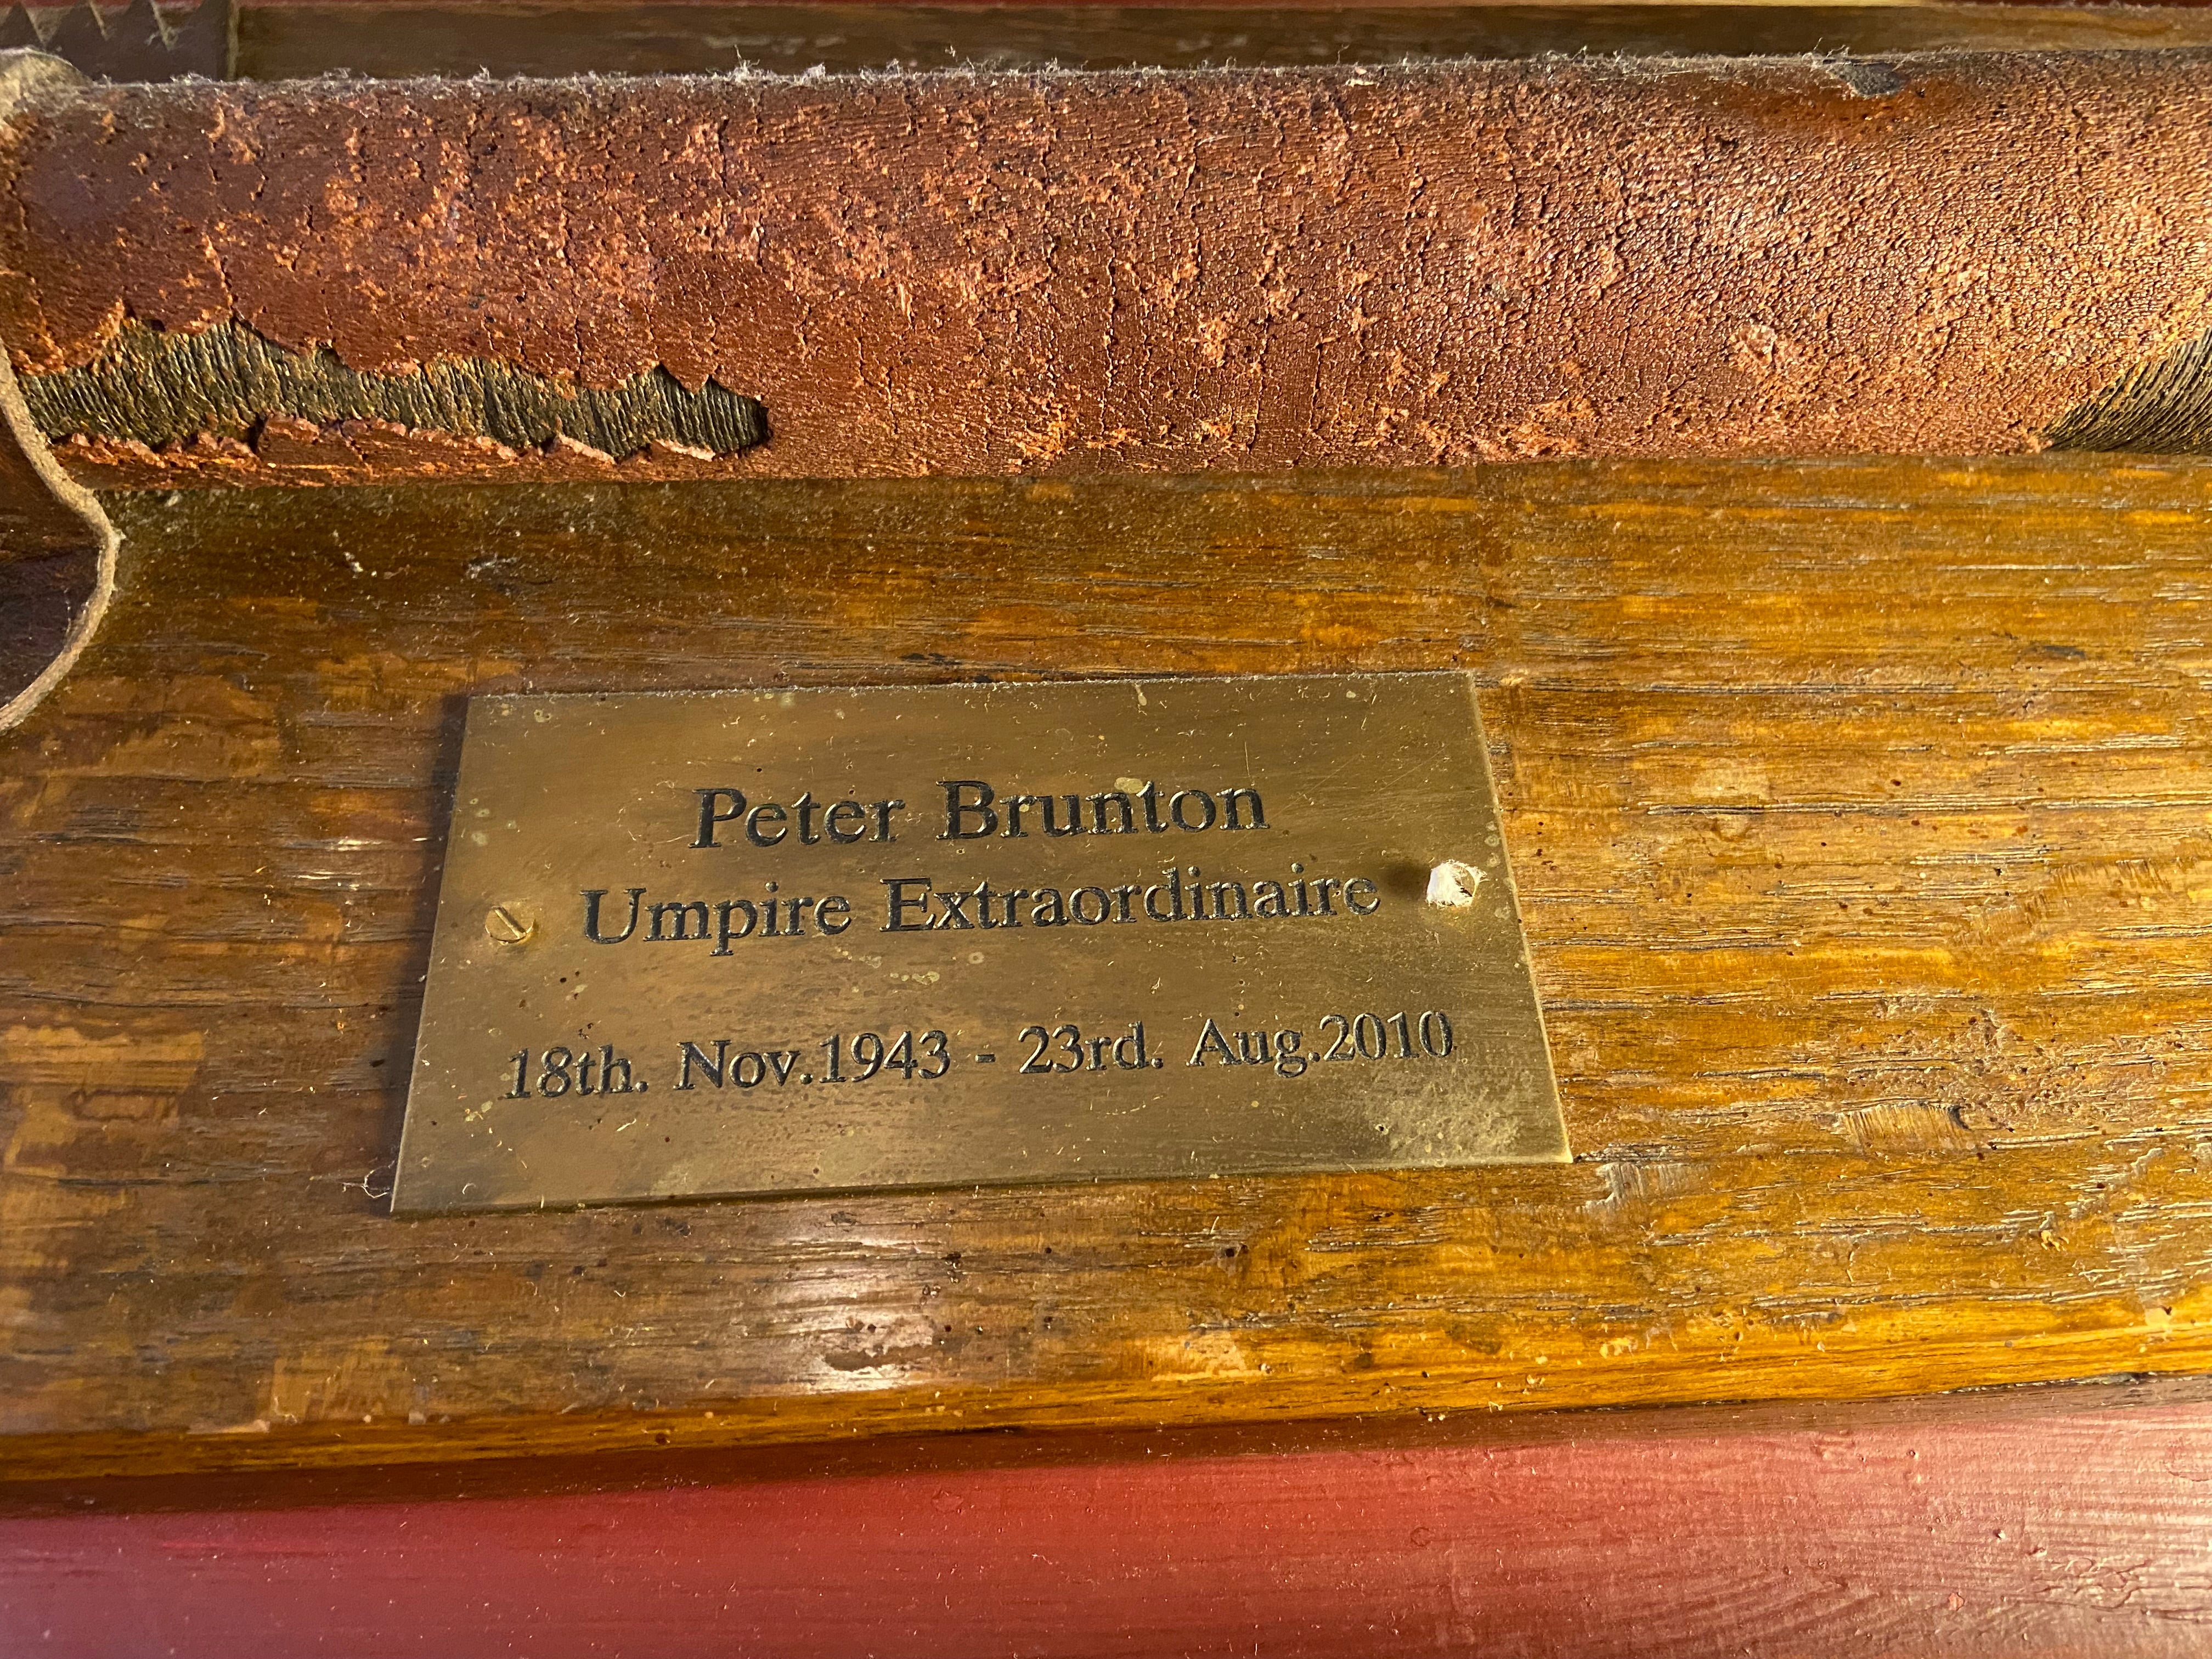 Peter Brunton
Umpire Extraordinaire
18th. Nov.1943 - 23rd. Aug.2010